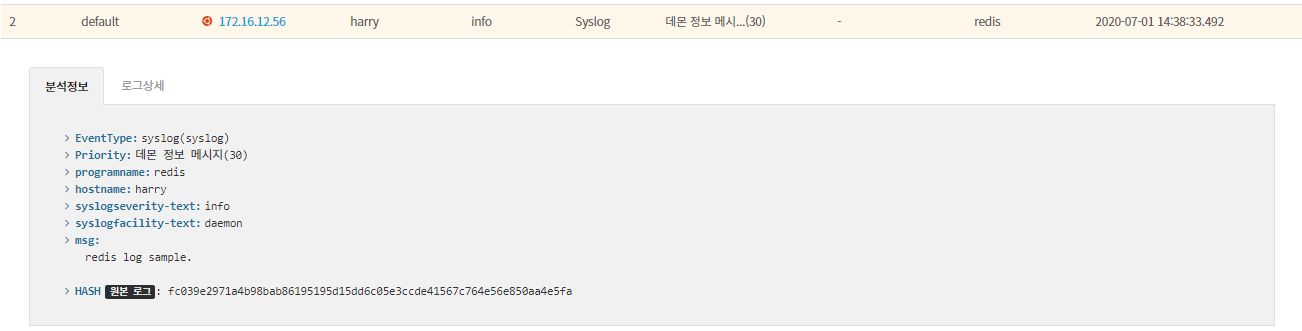 2 default 172.16.12.56 harry info Syslog 데몬 정보 메시...(30) - redis 2020-07-01 14:38:33.492
분석정보 로그상세
> EventType: syslog(syslog)
> Priority: 데몬 정보 메시지(30)
> programname: redis
> hostname: harry
> syslogseverity-text: info
> syslogfacility-text: daemon
> msg:
redis log sample.
> HASH 원본 로그 : fc039e2971a4b98bab86195195d15dd6c05e3ccde41567c764e56e850aa4e5fa